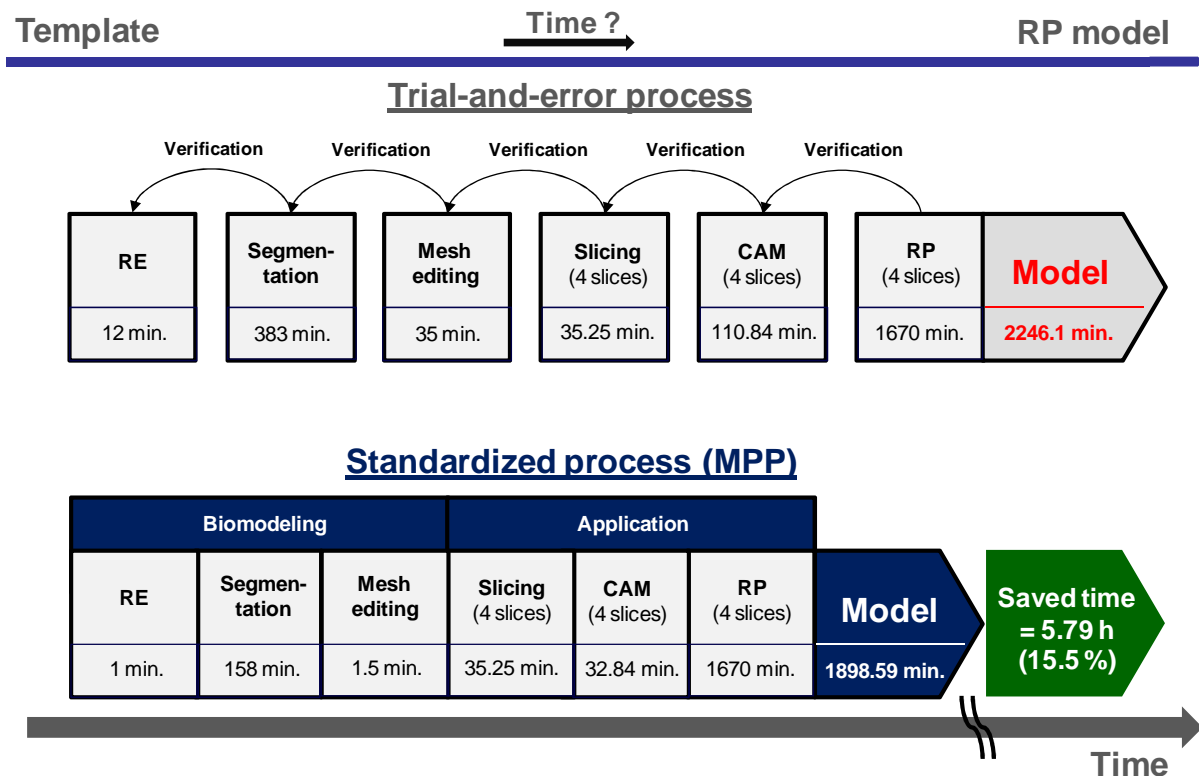 Template
Time ?
RP model
Trial-and-error process
Verification
Verification
Verification
Verification
Verification
RE
Segmen-
tation
Mesh
editing
Slicing
(4 slices)
CAM
(4 slices)
RP
(4 slices)
Model
12 min.
383 min.
35 min.
35.25 min.
110.84 min.
1670 min.
2246.1 min.
Standardized process (MPP)
Biomodeling
Application
RE
Segmen-
tation
Mesh
editing
Slicing
(4 slices)
CAM
(4 slices)
RP
(4 slices)
Model
1 min.
158 min.
1.5 min.
35.25 min.
32.84 min.
1670 min.
1898.59 min.
Saved time
= 5.79 h
(15.5 %)
Time